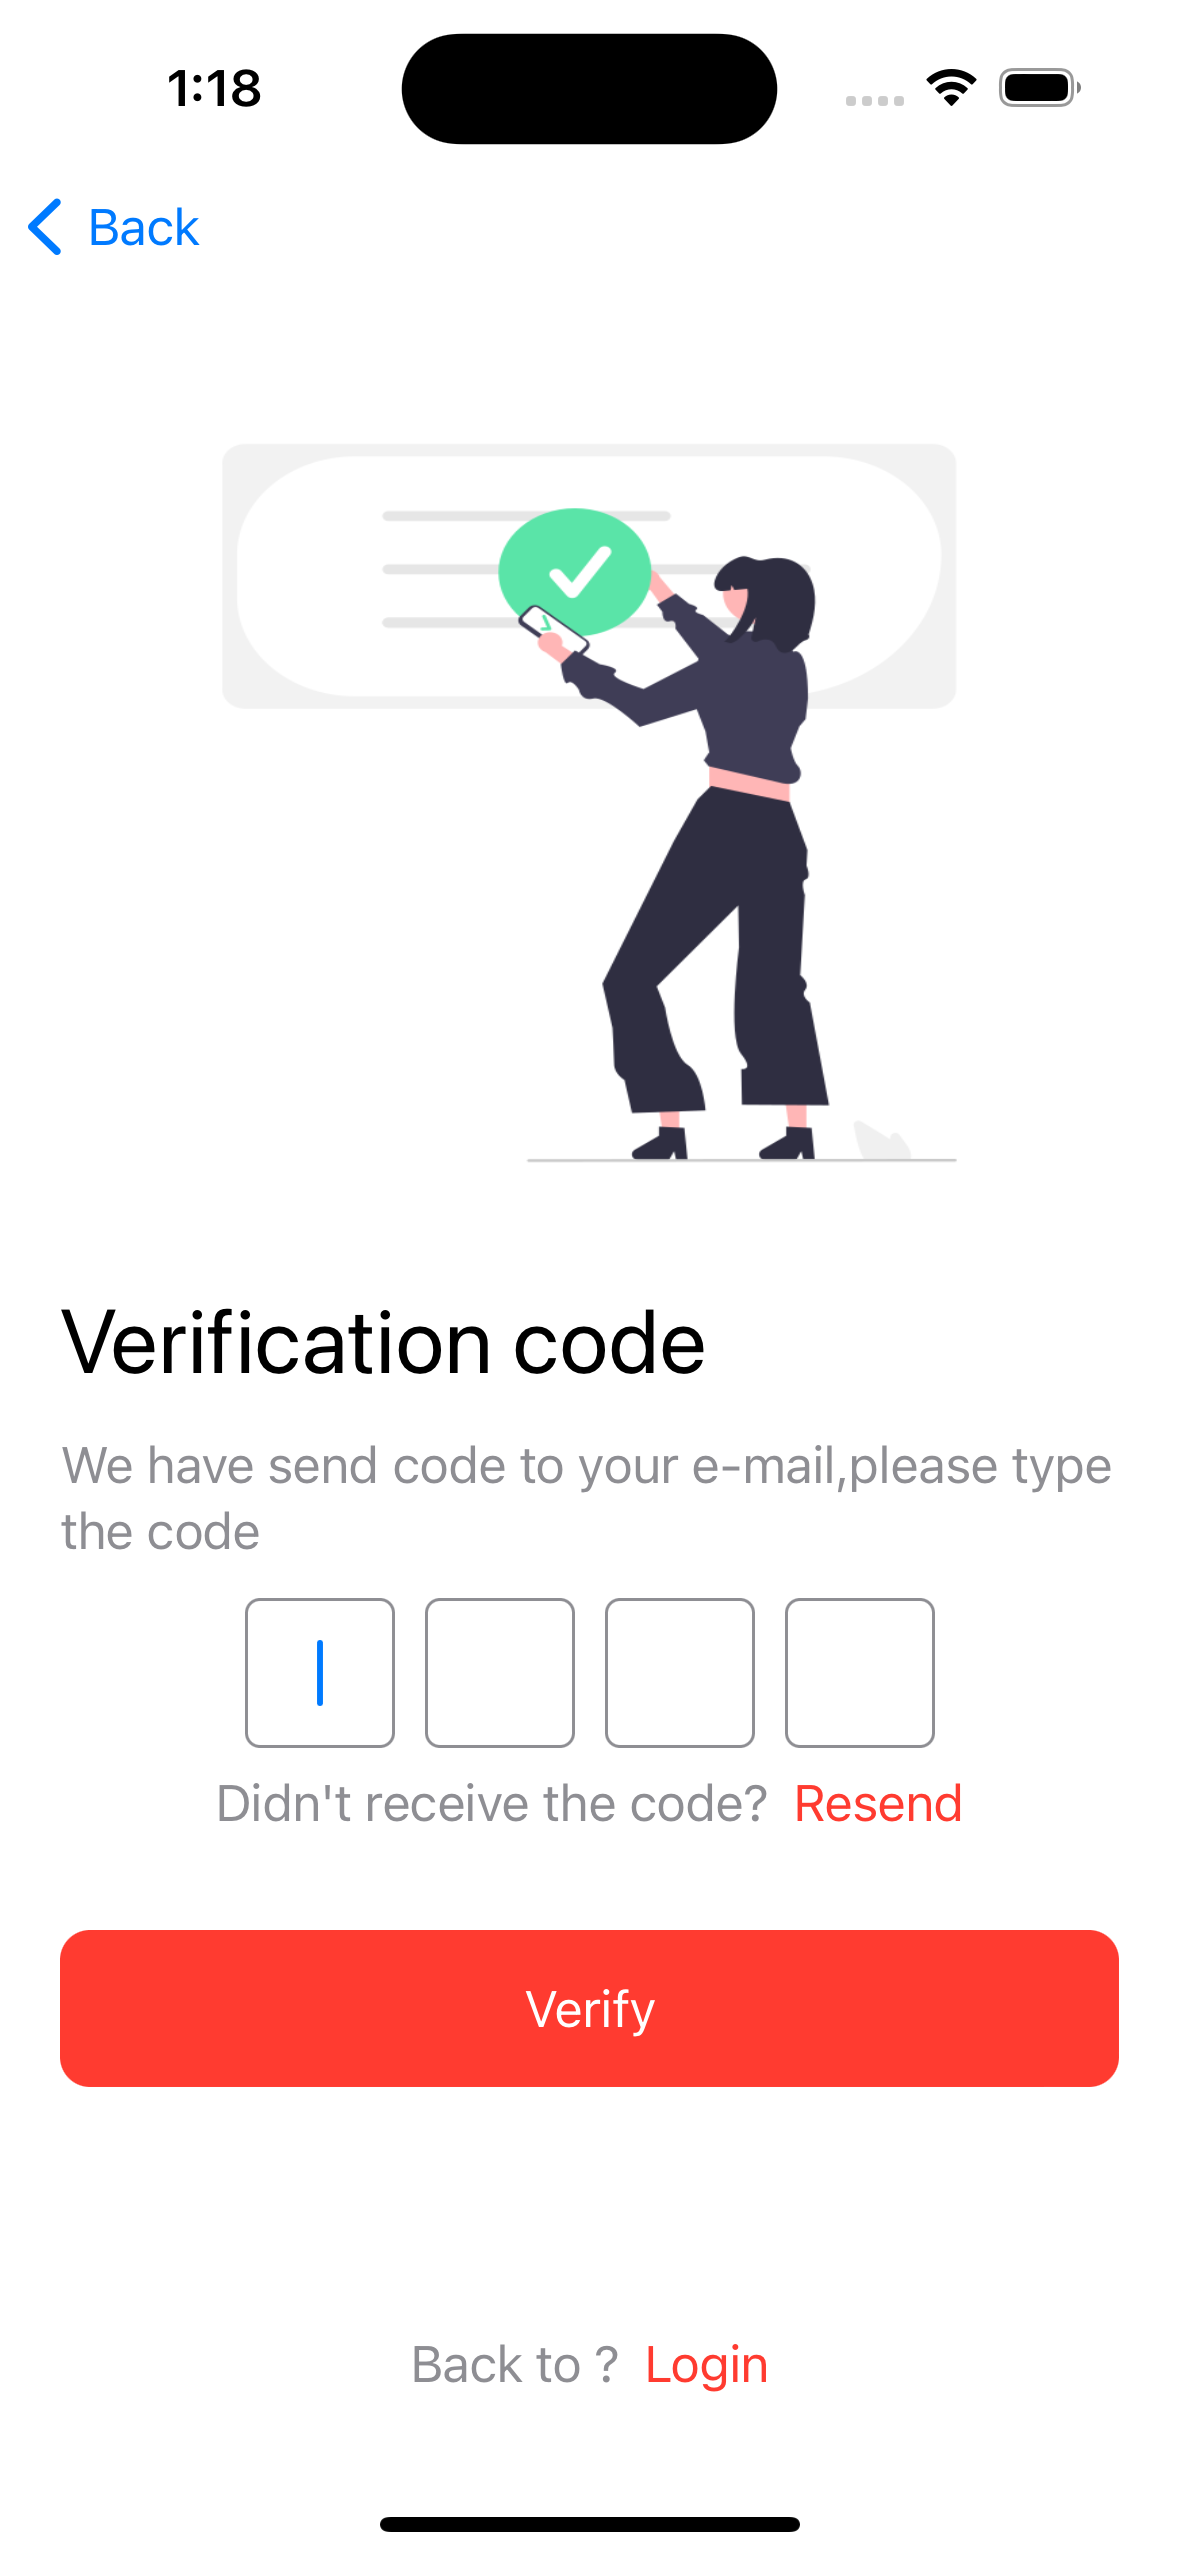 1:18
Back
Verification code
We have send code to your e-mail,please type
the code
Didn't receive the code? Resend
Verify
Back to ? Login